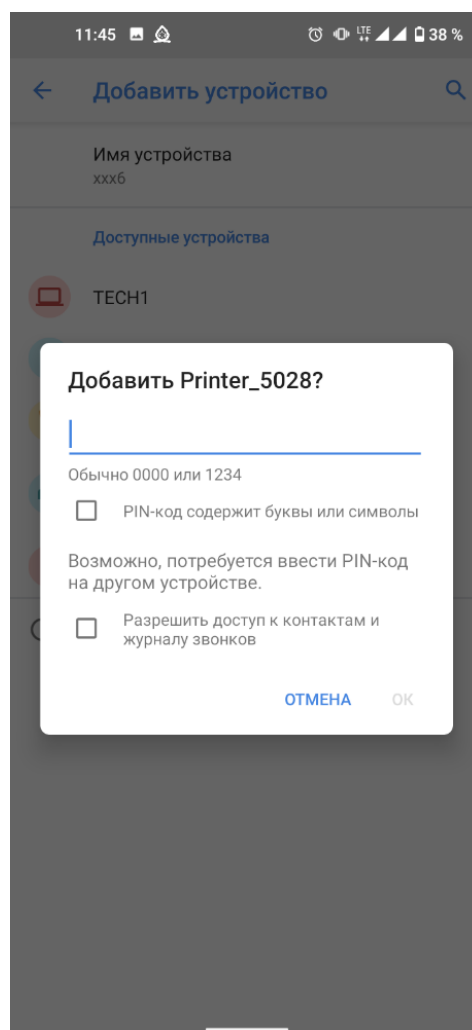 11:45 LTE 38 %
Добавить устройство
Имя устройства
xxx6
Доступные устройства
TECH1
Добавить Printer_5028?
Обычно 0000 или 1234
PIN-код содержит буквы или символы
Возможно, потребуется ввести PIN-код
на другом устройстве.
Разрешить доступ к контактам и
журналу звонков
ОТМЕНА ОК